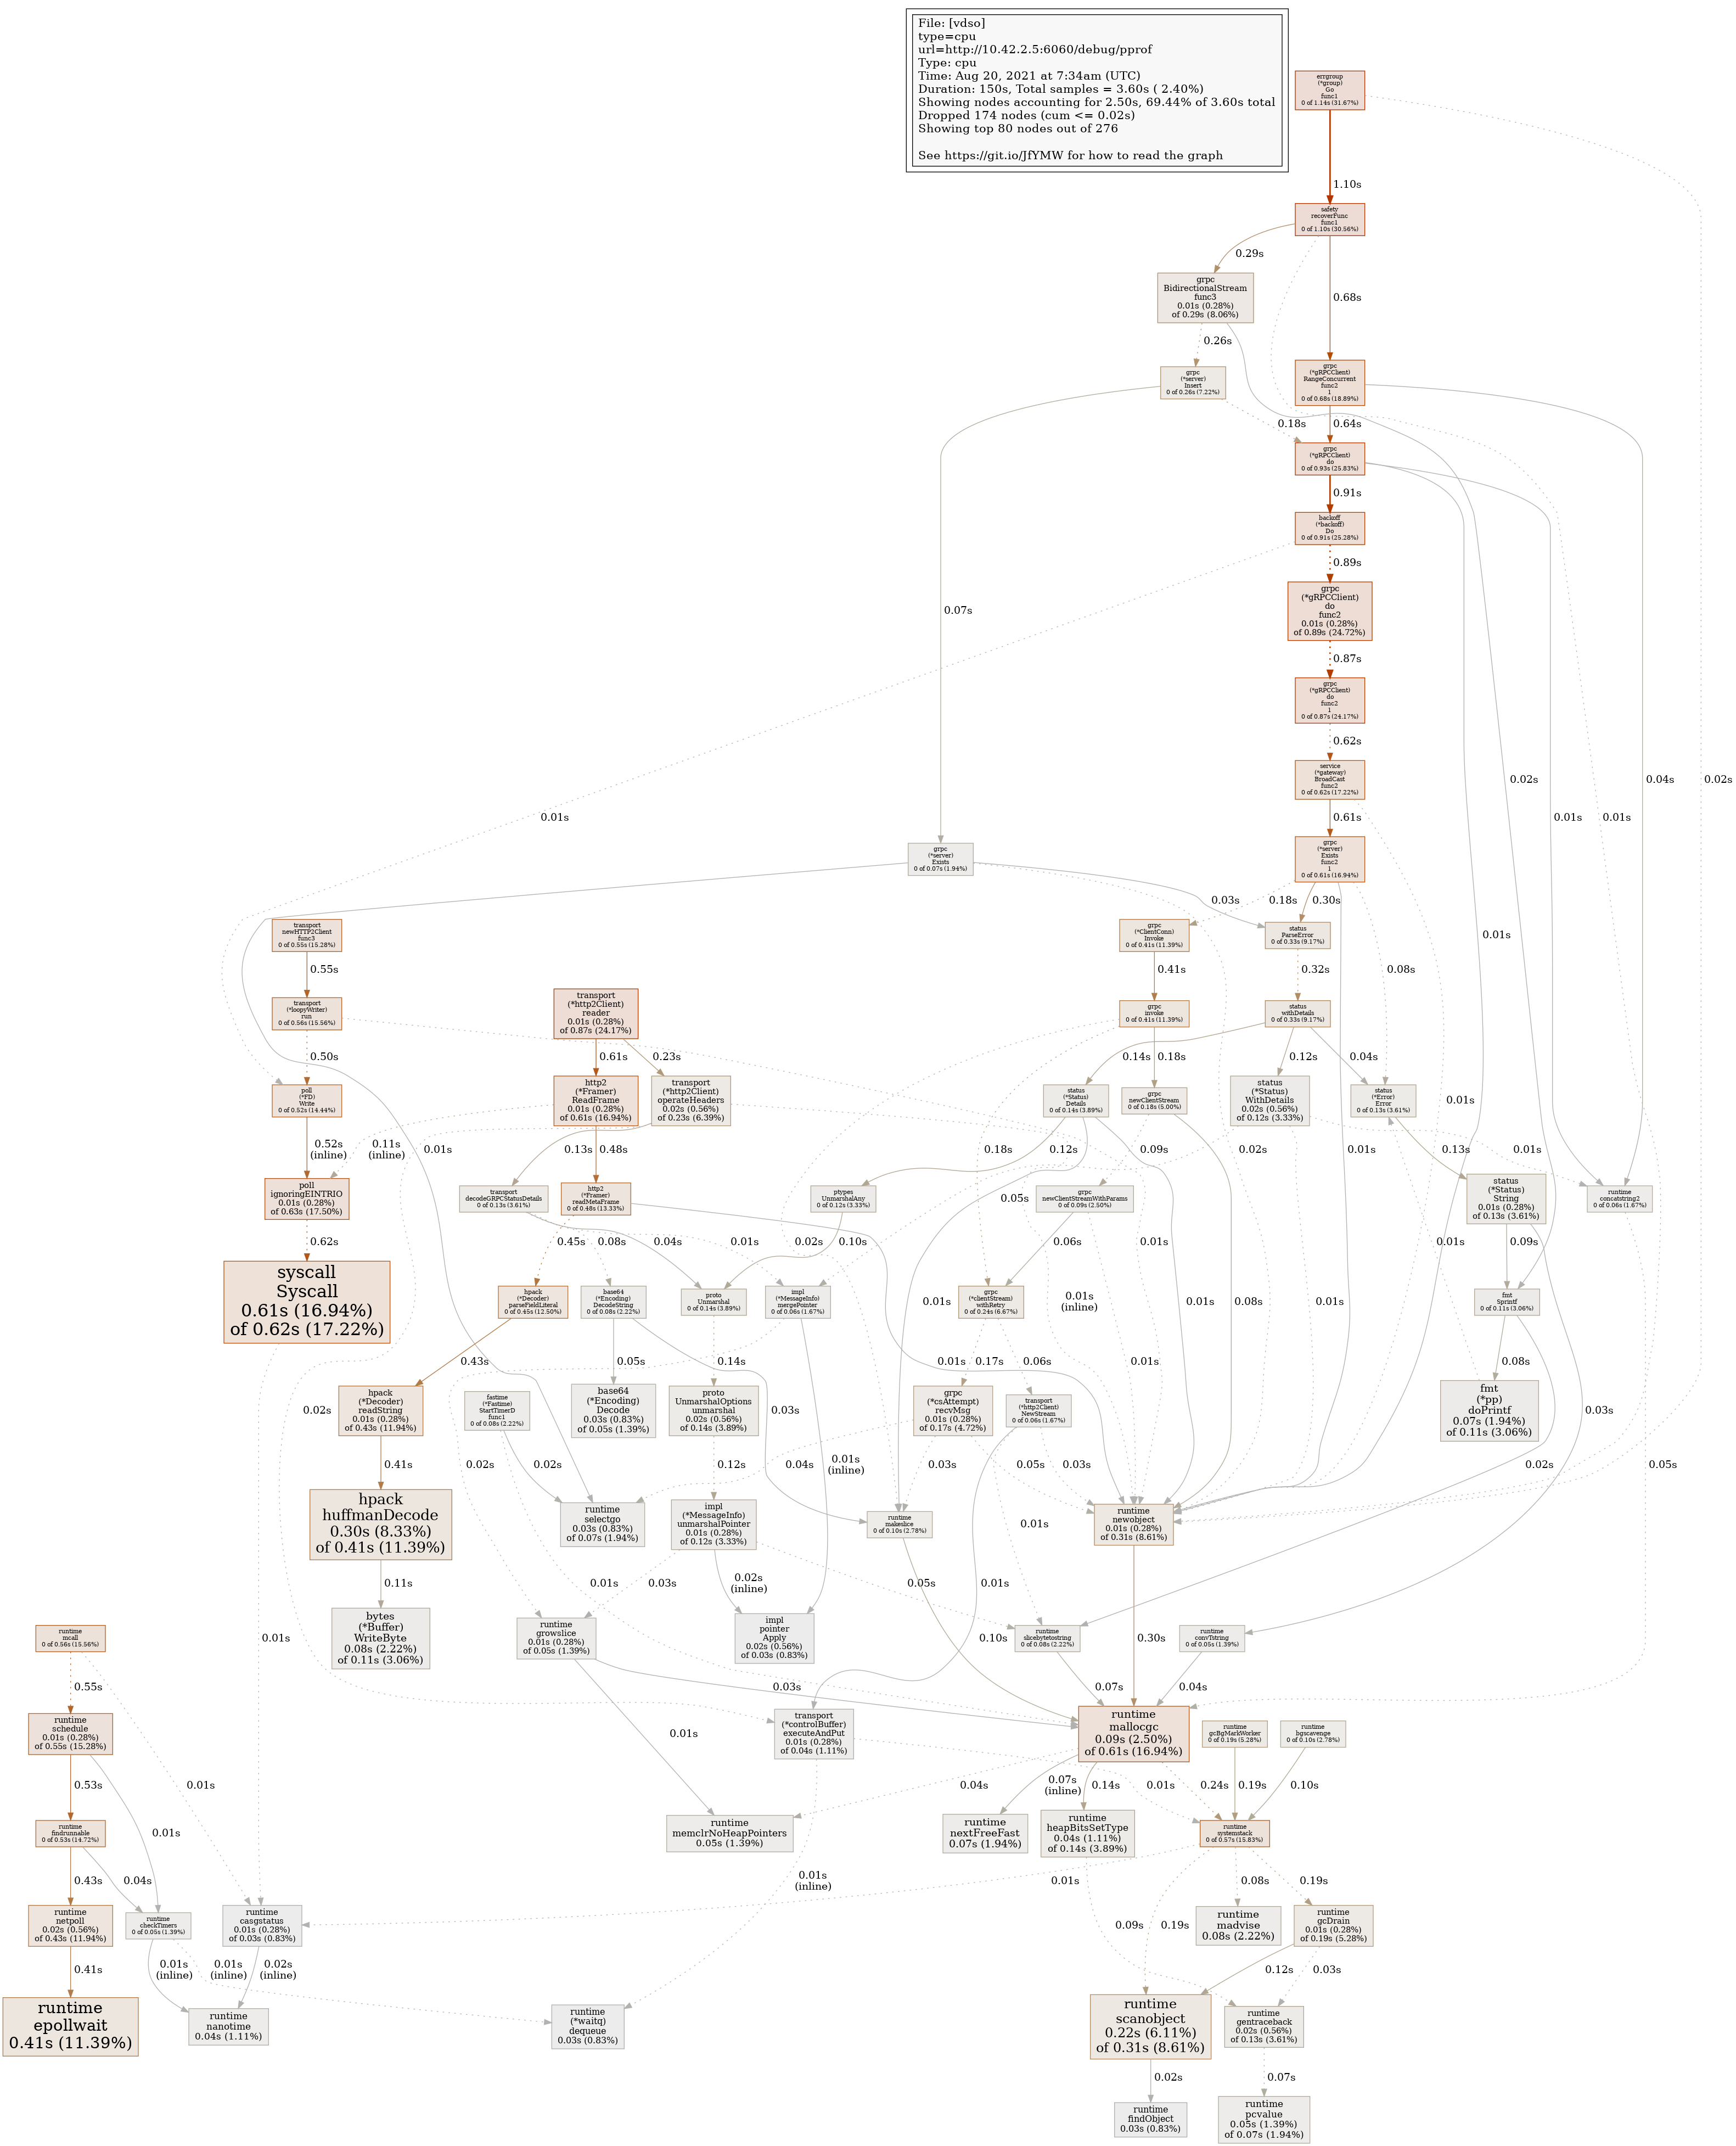 File: [vdso]
type=cpu
url=http://10.42.2.5:6060/debug/pprof
Type: cpu
Time: Aug 20, 2021 at 7:34am (UTC)
Duration: 150s, Total samples = 3.60s ( 2.40%)
Showing nodes accounting for 2.50s, 69.44% of 3.60s total
Dropped 174 nodes (cum <= 0.02s)
Showing top 80 nodes out of 276
See https://git.io/JfYMW for how to read the graph
errgroup
(*group)
Go
func1
0 of 1.14s (31.67%)
1.10s
safety
recoverFunc
func1
0 of 1.10s (30.56%)
0.29s
grpc
BidirectionalStream
func3
0.01s (0.28%)
of 0.29s (8.06%)
0.68s
0.26s
grpc
(*server)
Insert
0 of 0.26s (7.22%)
grpc
(*gRPCClient)
RangeConcurrent
func2
1
0 of 0.68s (18.89%)
0.18s
0.64s
grpc
(*gRPCClient)
do
0 of 0.93s (25.83%)
0.91s
backoff
(*backoff)
Do
0 of 0.91s (25.28%)
0.89s
grpc
(*gRPCClient)
do
func2
0.01s (0.28%)
of 0.89s (24.72%)
0.07s
0.87s
grpc
(*gRPCClient)
do
func2
1
0 of 0.87s (24.17%)
0.62s
service
(*gateway)
BroadCast
func2
0 of 0.62s (17.22%)
0.02s
0.04s
0.02s
0.01s
0.61s
0.01s
0.01s
grpc
(*server)
Exists
0 of 0.07s (1.94%)
grpc
(*server)
Exists
func2
1
0 of 0.61s (16.94%)
0.03s
0.18s
0.30s
transport
newHTTP2Client
func3
0 of 0.55s (15.28%)
grpc
(*ClientConn)
Invoke
0 of 0.41s (11.39%)
status
ParseError
0 of 0.33s (9.17%)
0.01s
0.55s
0.41s
0.32s
0.08s
transport
(*loopyWriter)
run
0 of 0.56s (15.56%)
transport
(*http2Client)
reader
0.01s (0.28%)
of 0.87s (24.17%)
grpc
invoke
0 of 0.41s (11.39%)
status
withDetails
0 of 0.33s (9.17%)
0.50s
0.61s
0.23s
0.18s
0.14s
0.12s
0.04s
0.01s
poll
(*FD)
Write
0 of 0.52s (14.44%)
http2
(*Framer)
ReadFrame
0.01s (0.28%)
of 0.61s (16.94%)
transport
(*http2Client)
operateHeaders
0.02s (0.56%)
of 0.23s (6.39%)
status
(*Status)
Details
0 of 0.14s (3.89%)
grpc
newClientStream
0 of 0.18s (5.00%)
status
(*Status)
WithDetails
0.02s (0.56%)
of 0.12s (3.33%)
status
(*Error)
Error
0 of 0.13s (3.61%)
0.01s
0.52s
(inline)
0.11s
(inline)
0.13s
0.48s
0.18s
0.12s
0.09s
0.02s
0.01s
0.13s
0.01s
poll
ignoringEINTRIO
0.01s (0.28%)
of 0.63s (17.50%)
transport
decodeGRPCStatusDetails
0 of 0.13s (3.61%)
http2
(*Framer)
readMetaFrame
0 of 0.48s (13.33%)
ptypes
UnmarshalAny
0 of 0.12s (3.33%)
grpc
newClientStreamWithParams
0 of 0.09s (2.50%)
status
(*Status)
String
0.01s (0.28%)
of 0.13s (3.61%)
runtime
concatstring2
0 of 0.06s (1.67%)
0.05s
0.62s
0.45s
0.08s
0.04s
0.01s
0.02s
0.10s
0.01s
0.06s
0.01s
0.09s
syscall
Syscall
0.61s (16.94%)
of 0.62s (17.22%)
hpack
(*Decoder)
parseFieldLiteral
0 of 0.45s (12.50%)
base64
(*Encoding)
DecodeString
0 of 0.08s (2.22%)
proto
Unmarshal
0 of 0.14s (3.89%)
impl
(*MessageInfo)
mergePointer
0 of 0.06s (1.67%)
0.01s
0.01s
(inline)
grpc
(*clientStream)
withRetry
0 of 0.24s (6.67%)
0.01s
0.08s
0.01s
fmt
Sprintf
0 of 0.11s (3.06%)
0.43s
0.05s
0.14s
0.01s
0.17s
0.06s
0.01s
0.08s
0.02s
hpack
(*Decoder)
readString
0.01s (0.28%)
of 0.43s (11.94%)
fastime
(*Fastime)
StartTimerD
func1
0 of 0.08s (2.22%)
base64
(*Encoding)
Decode
0.03s (0.83%)
of 0.05s (1.39%)
0.03s
proto
UnmarshalOptions
unmarshal
0.02s (0.56%)
of 0.14s (3.89%)
grpc
(*csAttempt)
recvMsg
0.01s (0.28%)
of 0.17s (4.72%)
transport
(*http2Client)
NewStream
0 of 0.06s (1.67%)
fmt
(*pp)
doPrintf
0.07s (1.94%)
of 0.11s (3.06%)
0.03s
0.41s
0.02s
0.02s
0.12s
0.04s
0.01s
(inline)
0.03s
0.05s
0.03s
0.02s
0.05s
hpack
huffmanDecode
0.30s (8.33%)
of 0.41s (11.39%)
runtime
selectgo
0.03s (0.83%)
of 0.07s (1.94%)
impl
(*MessageInfo)
unmarshalPointer
0.01s (0.28%)
of 0.12s (3.33%)
runtime
makeslice
0 of 0.10s (2.78%)
0.01s
runtime
newobject
0.01s (0.28%)
of 0.31s (8.61%)
0.11s
0.01s
0.03s
0.02s
(inline)
0.05s
0.01s
bytes
(*Buffer)
WriteByte
0.08s (2.22%)
of 0.11s (3.06%)
runtime
mcall
0 of 0.56s (15.56%)
0.01s
runtime
growslice
0.01s (0.28%)
of 0.05s (1.39%)
impl
pointer
Apply
0.02s (0.56%)
of 0.03s (0.83%)
0.10s
runtime
slicebytetostring
0 of 0.08s (2.22%)
0.30s
runtime
convTstring
0 of 0.05s (1.39%)
0.55s
0.03s
0.07s
0.04s
runtime
schedule
0.01s (0.28%)
of 0.55s (15.28%)
0.01s
transport
(*controlBuffer)
executeAndPut
0.01s (0.28%)
of 0.04s (1.11%)
runtime
mallocgc
0.09s (2.50%)
of 0.61s (16.94%)
runtime
gcBgMarkWorker
0 of 0.19s (5.28%)
runtime
bgscavenge
0 of 0.10s (2.78%)
0.53s
0.01s
0.04s
0.07s
(inline)
0.14s
0.01s
0.24s
0.19s
0.10s
runtime
findrunnable
0 of 0.53s (14.72%)
0.01s
runtime
memclrNoHeapPointers
0.05s (1.39%)
runtime
nextFreeFast
0.07s (1.94%)
runtime
heapBitsSetType
0.04s (1.11%)
of 0.14s (3.89%)
runtime
systemstack
0 of 0.57s (15.83%)
0.43s
0.04s
0.01s
(inline)
0.01s
0.08s
0.19s
runtime
netpoll
0.02s (0.56%)
of 0.43s (11.94%)
runtime
checkTimers
0 of 0.05s (1.39%)
runtime
casgstatus
0.01s (0.28%)
of 0.03s (0.83%)
0.09s
0.19s
runtime
madvise
0.08s (2.22%)
runtime
gcDrain
0.01s (0.28%)
of 0.19s (5.28%)
0.41s
0.01s
(inline)
0.01s
(inline)
0.02s
(inline)
0.12s
0.03s
runtime
epollwait
0.41s (11.39%)
runtime
nanotime
0.04s (1.11%)
runtime
(*waitq)
dequeue
0.03s (0.83%)
runtime
scanobject
0.22s (6.11%)
of 0.31s (8.61%)
runtime
gentraceback
0.02s (0.56%)
of 0.13s (3.61%)
0.02s
0.07s
runtime
findObject
0.03s (0.83%)
runtime
pcvalue
0.05s (1.39%)
of 0.07s (1.94%)